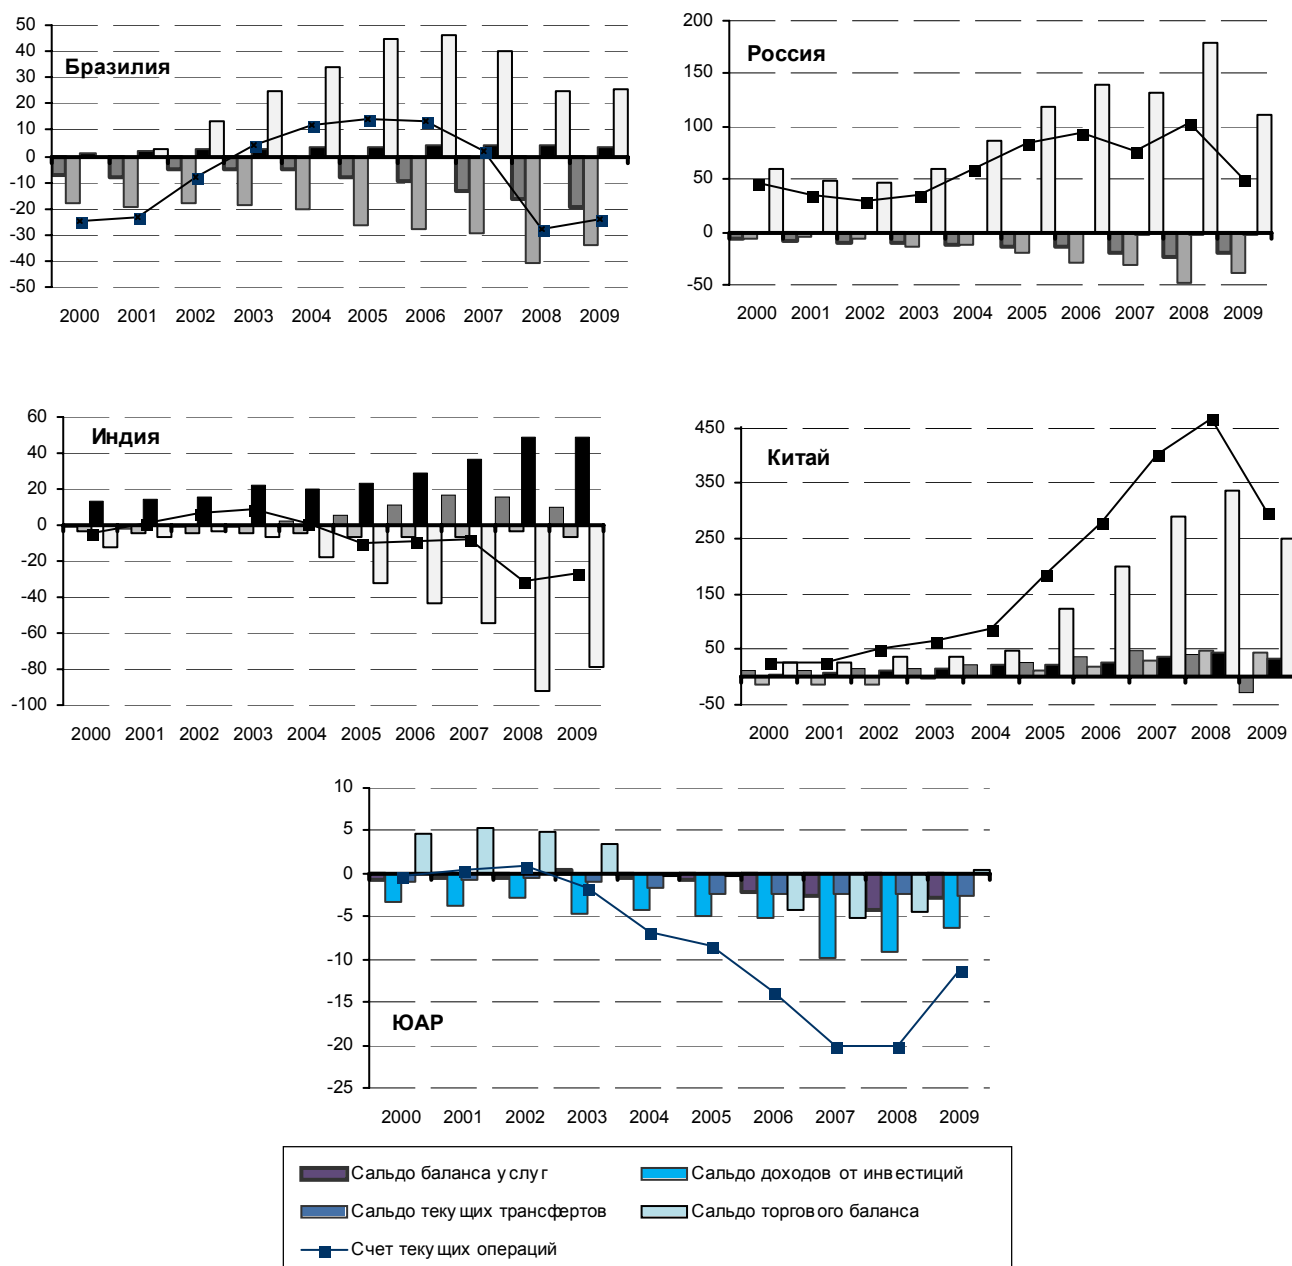 Бразилия
50
40
30
20
10
0
-10
-20
-30
-40
-50
2000 2001 2002 2003 2004 2005 2006 2007 2008 2009
Россия
200
150
100
50
0
-50
2000 2001 2002 2003 2004 2005 2006 2007 2008 2009
Индия
60
40
20
0
-20
-40
-60
-80
-100
2000 2001 2002 2003 2004 2005 2006 2007 2008 2009
Китай
450
350
250
150
50
-50
2000 2001 2002 2003 2004 2005 2006 2007 2008 2009
10
5
0
-5
-10
-15
-20
-25
ЮАР
2000 2001 2002 2003 2004 2005 2006 2007 2008 2009
Сальдо баланса услуг
Сальдо доходов от инвестиций
Сальдо текущих трансфертов
Сальдо торгового баланса
Счет текущих операций